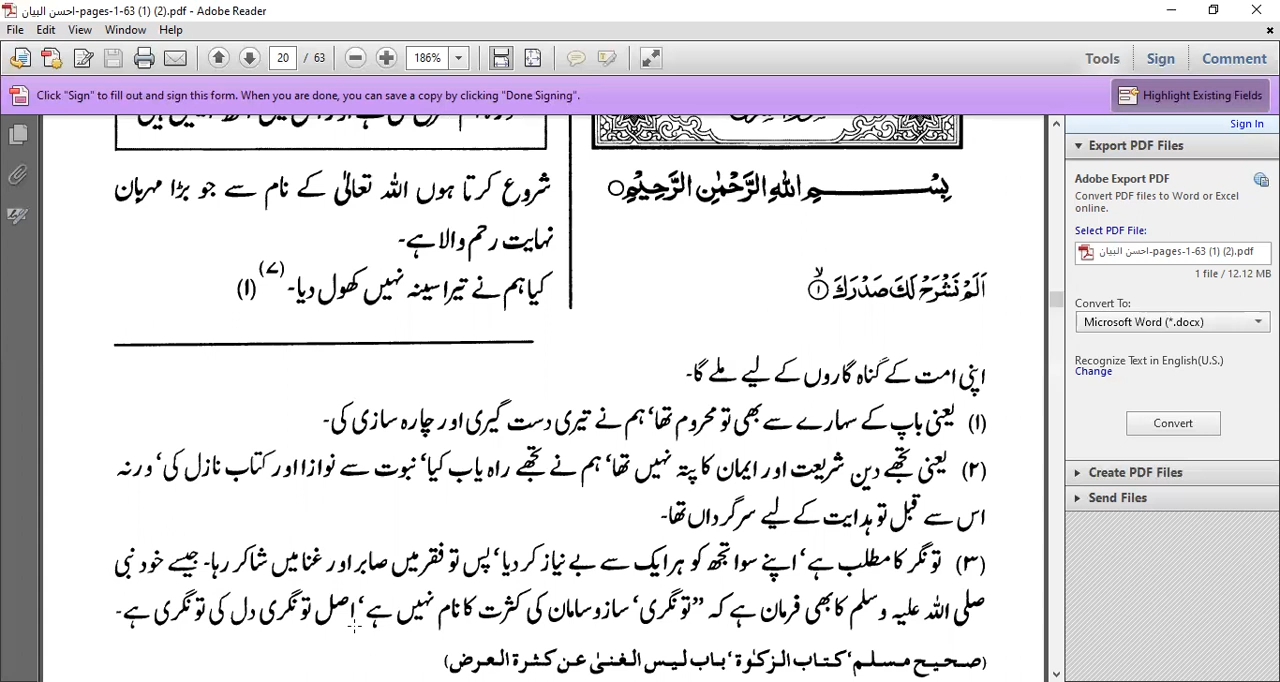 احسن البیان-pages-1-63 (1) (2).pdf - Adobe Reader
File Edit View Window Help
20 / 63 186% Tools Sign Comment
Click "Sign" to fill out and sign this form. When you are done, you can save a copy by clicking "Done Signing".
Highlight Existing Fields
بِسْــــــــمِ اللهِ الرَّحْمٰنِ الرَّحِیْمِ
اَلَمْ نَشْرَحْ لَكَ صَدْرَكَ ۙ۝۱
شروع کرتا ہوں اللہ تعالیٰ کے نام سے جو بڑا مہربان
نہایت رحم والا ہے۔
کیا ہم نے تیرا سینہ نہیں کھول دیا۔ (۷) (۱)
اپنی امت کے گناہ گاروں کے لیے ملے گا۔
(۱) یعنی باپ کے سہارے سے بھی تو محروم تھا‘ ہم نے تیری دست گیری اور چارہ سازی کی۔
(۲) یعنی تجھے دین شریعت اور ایمان کا پتہ نہیں تھا‘ ہم نے تجھے راہ یاب کیا‘ نبوت سے نوازا اور کتاب نازل کی‘ ورنہ
اس سے قبل تو ہدایت کے لیے سرگرداں تھا۔
(۳) تونگر کا مطلب ہے‘ اپنے سوا تجھ کو ہر ایک سے بے نیاز کر دیا‘ پس تو فقر میں صابر اور غنا میں شاکر رہا۔ جیسے خود نبی
صلی اللہ علیہ وسلم کا بھی فرمان ہے کہ ”تونگری‘ سازوسامان کی کثرت کا نام نہیں ہے‘ اصل تونگری دل کی تونگری ہے۔
(صحیح مسلم‘ کتاب الزکوٰة‘ باب لیس الغنیٰ عن کثرة العرض)
Sign In
Export PDF Files
Adobe Export PDF
Convert PDF files to Word or Excel
online.
Select PDF File:
احسن البیان-pages-1-63 (1) (2).pdf
1 file / 12.12 MB
Convert To:
Microsoft Word (*.docx)
Recognize Text in English(U.S.)
Change
Convert
Create PDF Files
Send Files